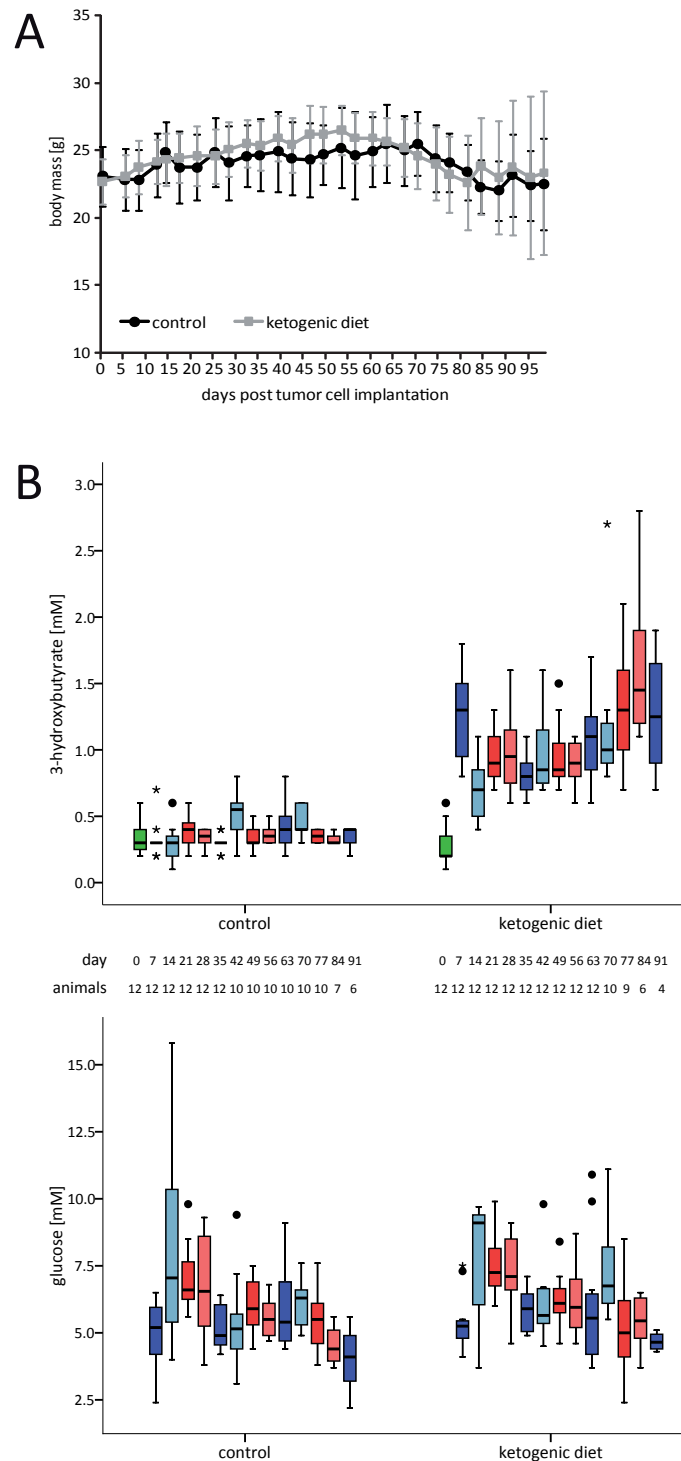 A
35
30
25
20
15
10
body mass [g]
control
ketogenic diet
0 5 10 15 20 25 30 35 40 45 50 55 60 65 70 75 80 85 90 95
days post tumor cell implantation
B
3.0
2.5
2.0
1.5
1.0
0.5
0.0
3-hydroxybutyrate [mM]
control
ketogenic diet
day 0 7 14 21 28 35 42 49 56 63 70 77 84 91 0 7 14 21 28 35 42 49 56 63 70 77 84 91
animals 12 12 12 12 12 12 10 10 10 10 10 10 7 6 12 12 12 12 12 12 12 12 12 12 10 9 6 4
15.0
12.5
10.0
7.5
5.0
2.5
glucose [mM]
control
ketogenic diet